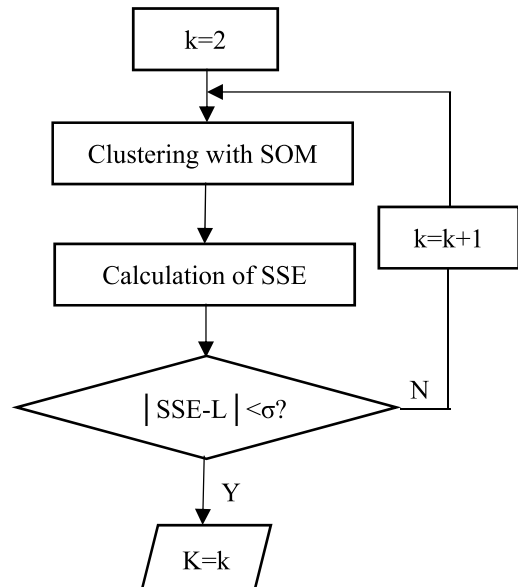 k=2
Clustering with SOM
k=k+1
Calculation of SSE
|SSE-L|<σ?
N
Y
K=k